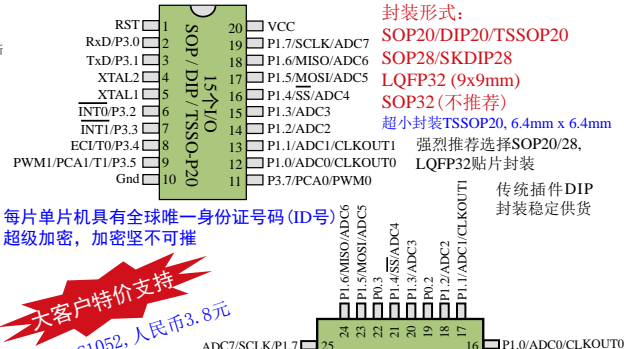 RST 1
RxD/P3.0 2
TxD/P3.1 3
XTAL2 4
XTAL1 5
INT0/P3.2 6
INT1/P3.3 7
ECI/T0/P3.4 8
PWM1/PCA1/T1/P3.5 9
Gnd 10
SOP / DIP / TSSO-P20
15个I/O
20 VCC
19 P1.7/SCLK/ADC7
18 P1.6/MISO/ADC6
17 P1.5/MOSI/ADC5
16 P1.4/SS/ADC4
15 P1.3/ADC3
14 P1.2/ADC2
13 P1.1/ADC1/CLKOUT1
12 P1.0/ADC0/CLKOUT0
11 P3.7/PCA0/PWM0
封装形式：
SOP20/DIP20/TSSOP20
SOP28/SKDIP28
LQFP32 (9x9mm)
SOP32(不推荐)
超小封装TSSOP20, 6.4mm x 6.4mm
强烈推荐选择SOP20/28,
LQFP32贴片封装
传统插件DIP
封装稳定供货
每片单片机具有全球唯一身份证号码(ID号)
超级加密，加密坚不可摧
大客户特价支持
1052, 人民币3.8元
P1.6/MISO/ADC6 24
P1.5/MOSI/ADC5 23
P0.3 22
P1.4/SS/ADC4 21
P1.3/ADC3 20
P0.2 19
P1.2/ADC2 18
P1.1/ADC1/CLKOUT1 17
ADC7/SCLK/P1.7 25
16 P1.0/ADC0/CLKOUT0